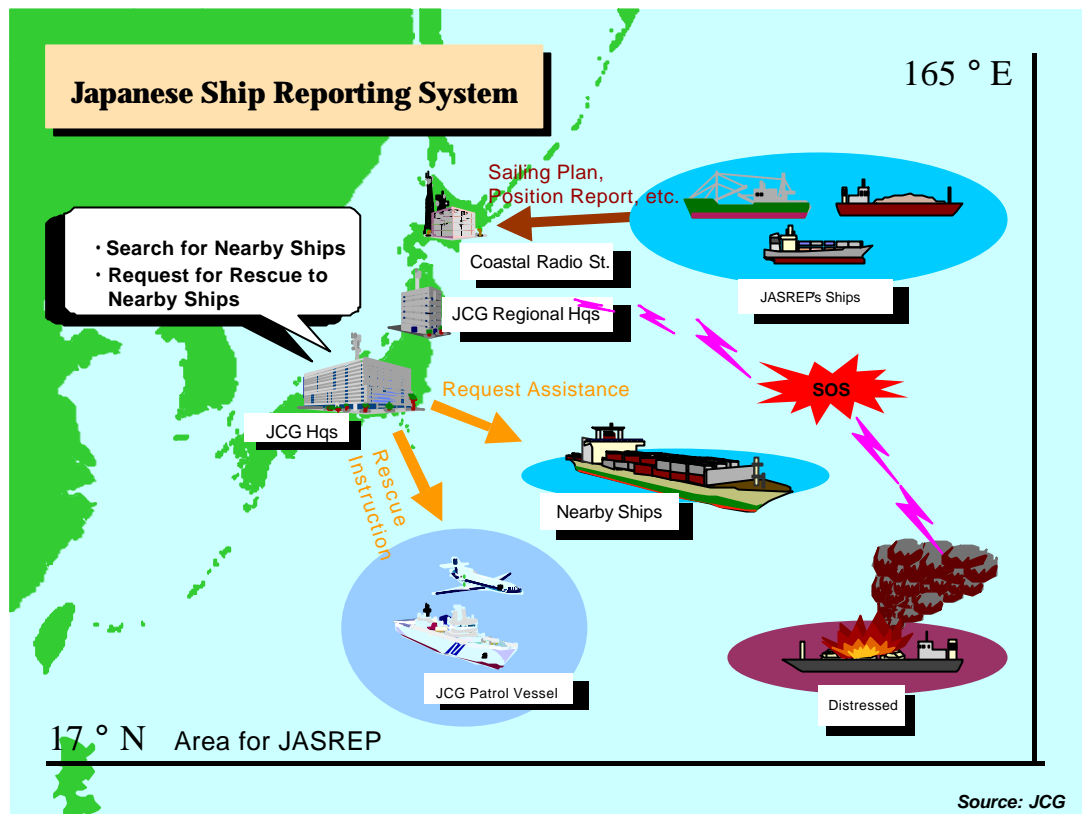 Japanese Ship Reporting System
165 ° E
Sailing Plan,
Position Report, etc.
· Search for Nearby Ships
· Request for Rescue to
Nearby Ships
Coastal Radio St.
JASREP's Ships
JCG Regional Hqs
SOS
Request Assistance
JCG Hqs
Rescue
Instruction
Nearby Ships
JCG Patrol Vessel
Distressed
17 ° N Area for JASREP
Source: JCG